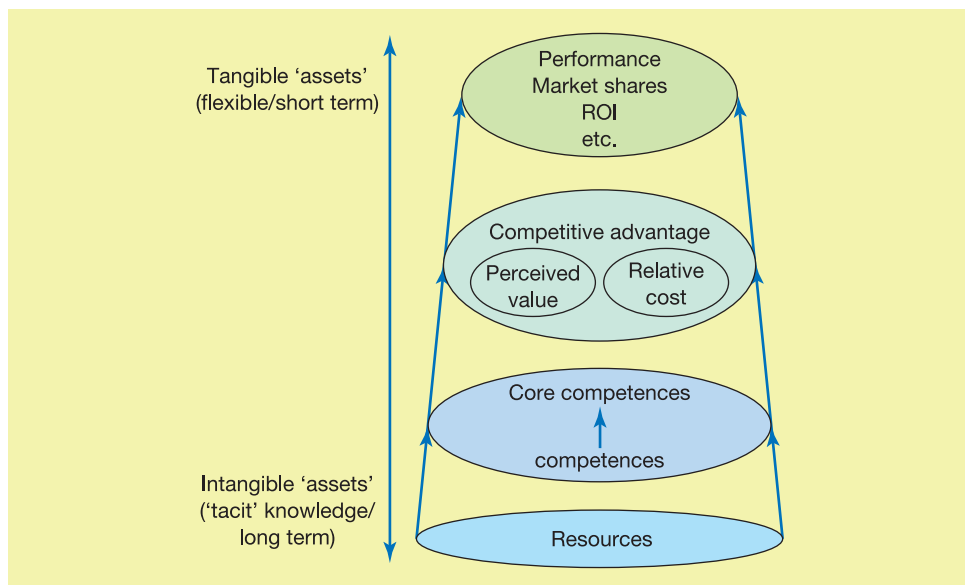 Tangible ‘assets’
(flexible/short term)
Performance
Market shares
ROI
etc.
Competitive advantage
Perceived
value
Relative
cost
Core competences
competences
Intangible ‘assets’
(‘tacit’ knowledge/
long term)
Resources